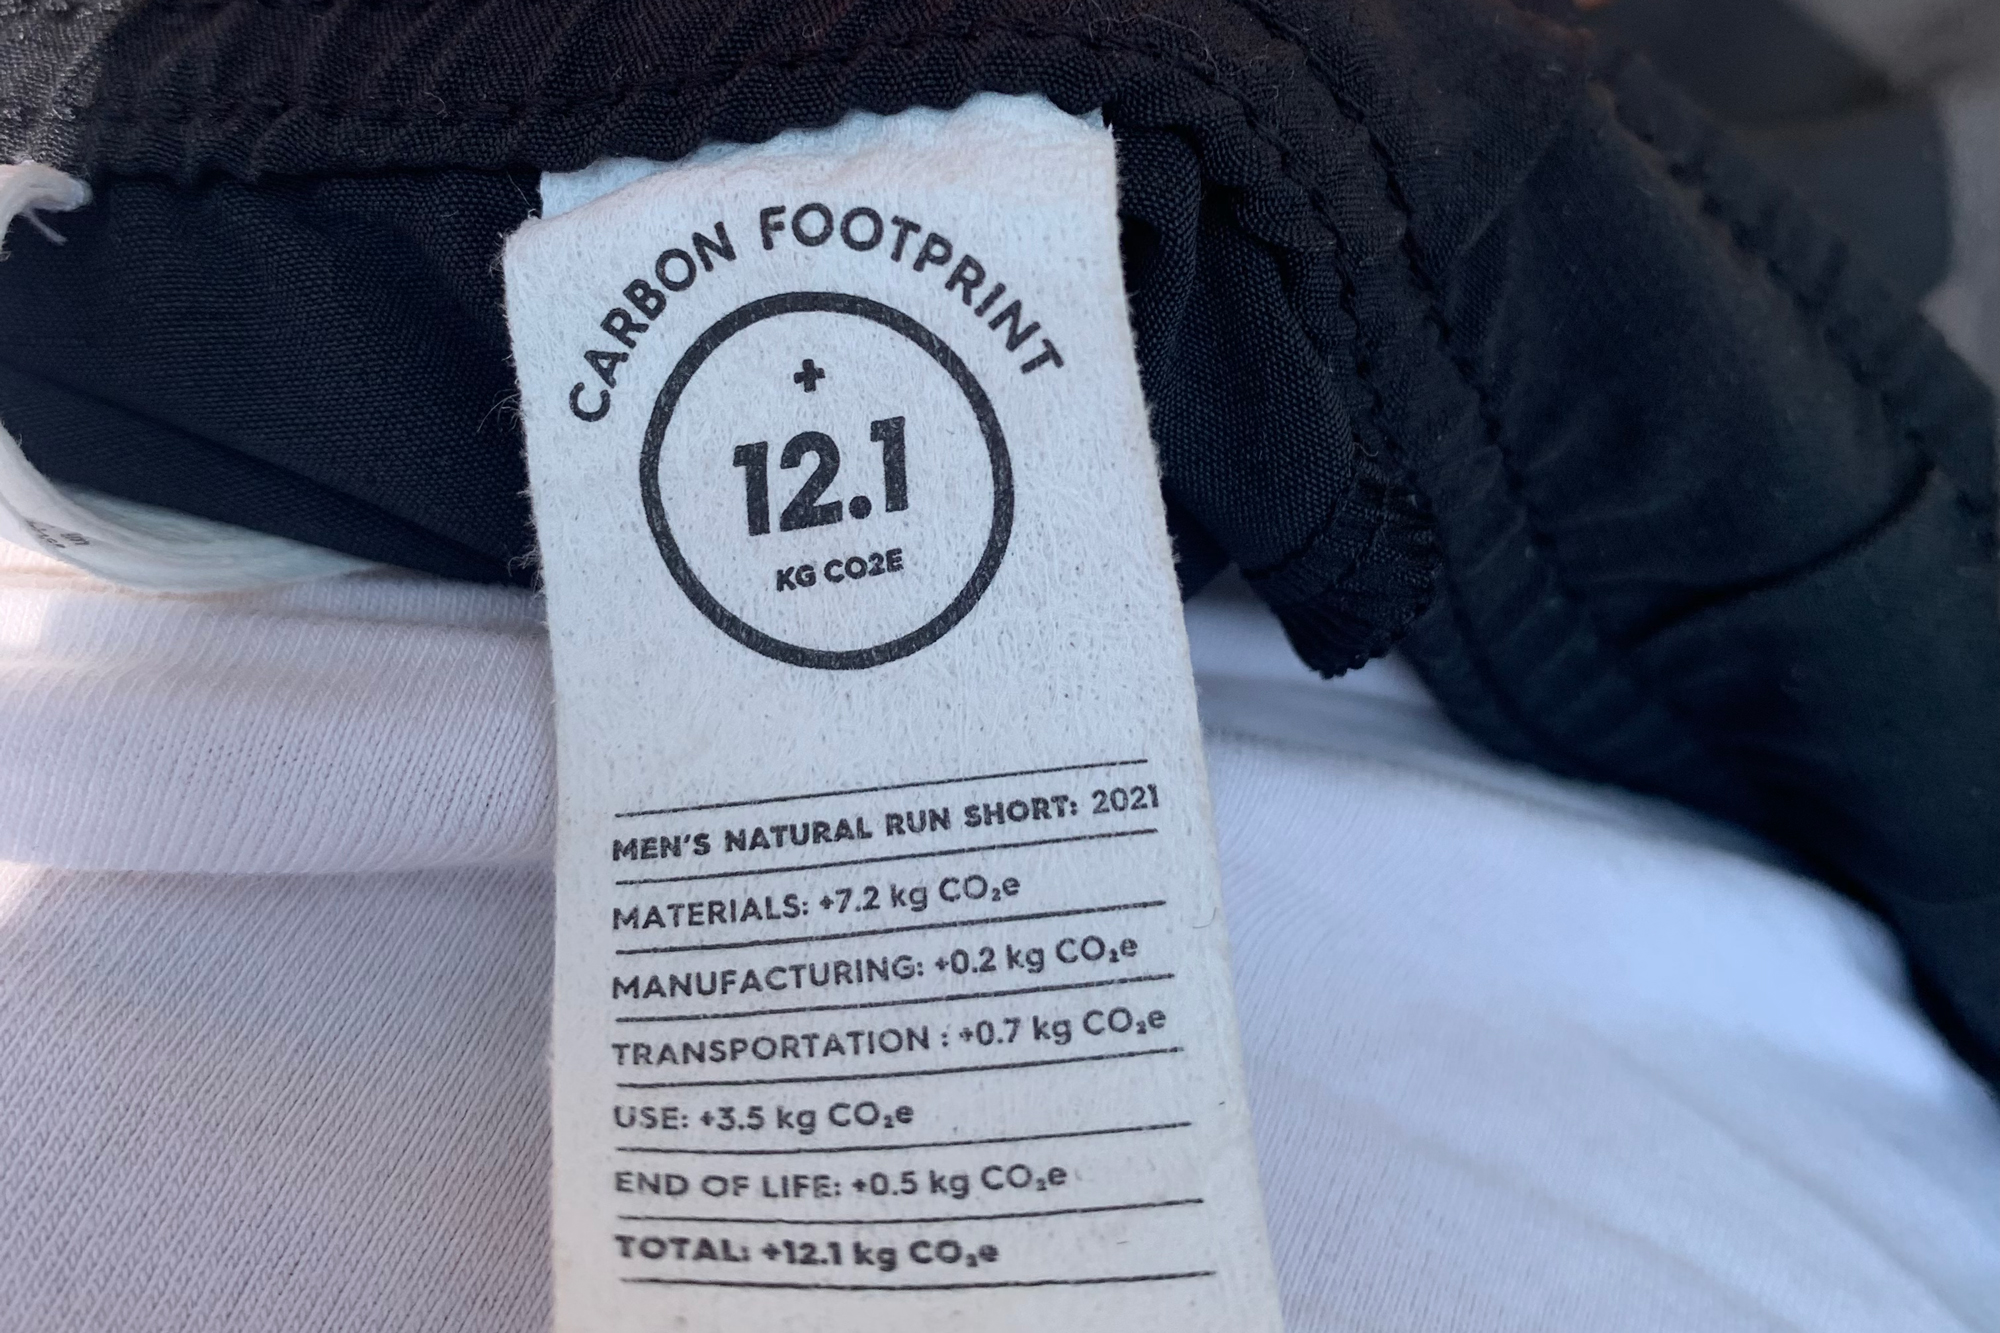 CARBON FOOTPRINT
+
12.1
KG CO2E
MEN'S NATURAL RUN SHORT: 2021
MATERIALS: +7.2 kg CO₂e
MANUFACTURING: +0.2 kg CO₂e
TRANSPORTATION : +0.7 kg CO₂e
USE: +3.5 kg CO₂e
END OF LIFE: +0.5 kg CO₂e
TOTAL: +12.1 kg CO₂e